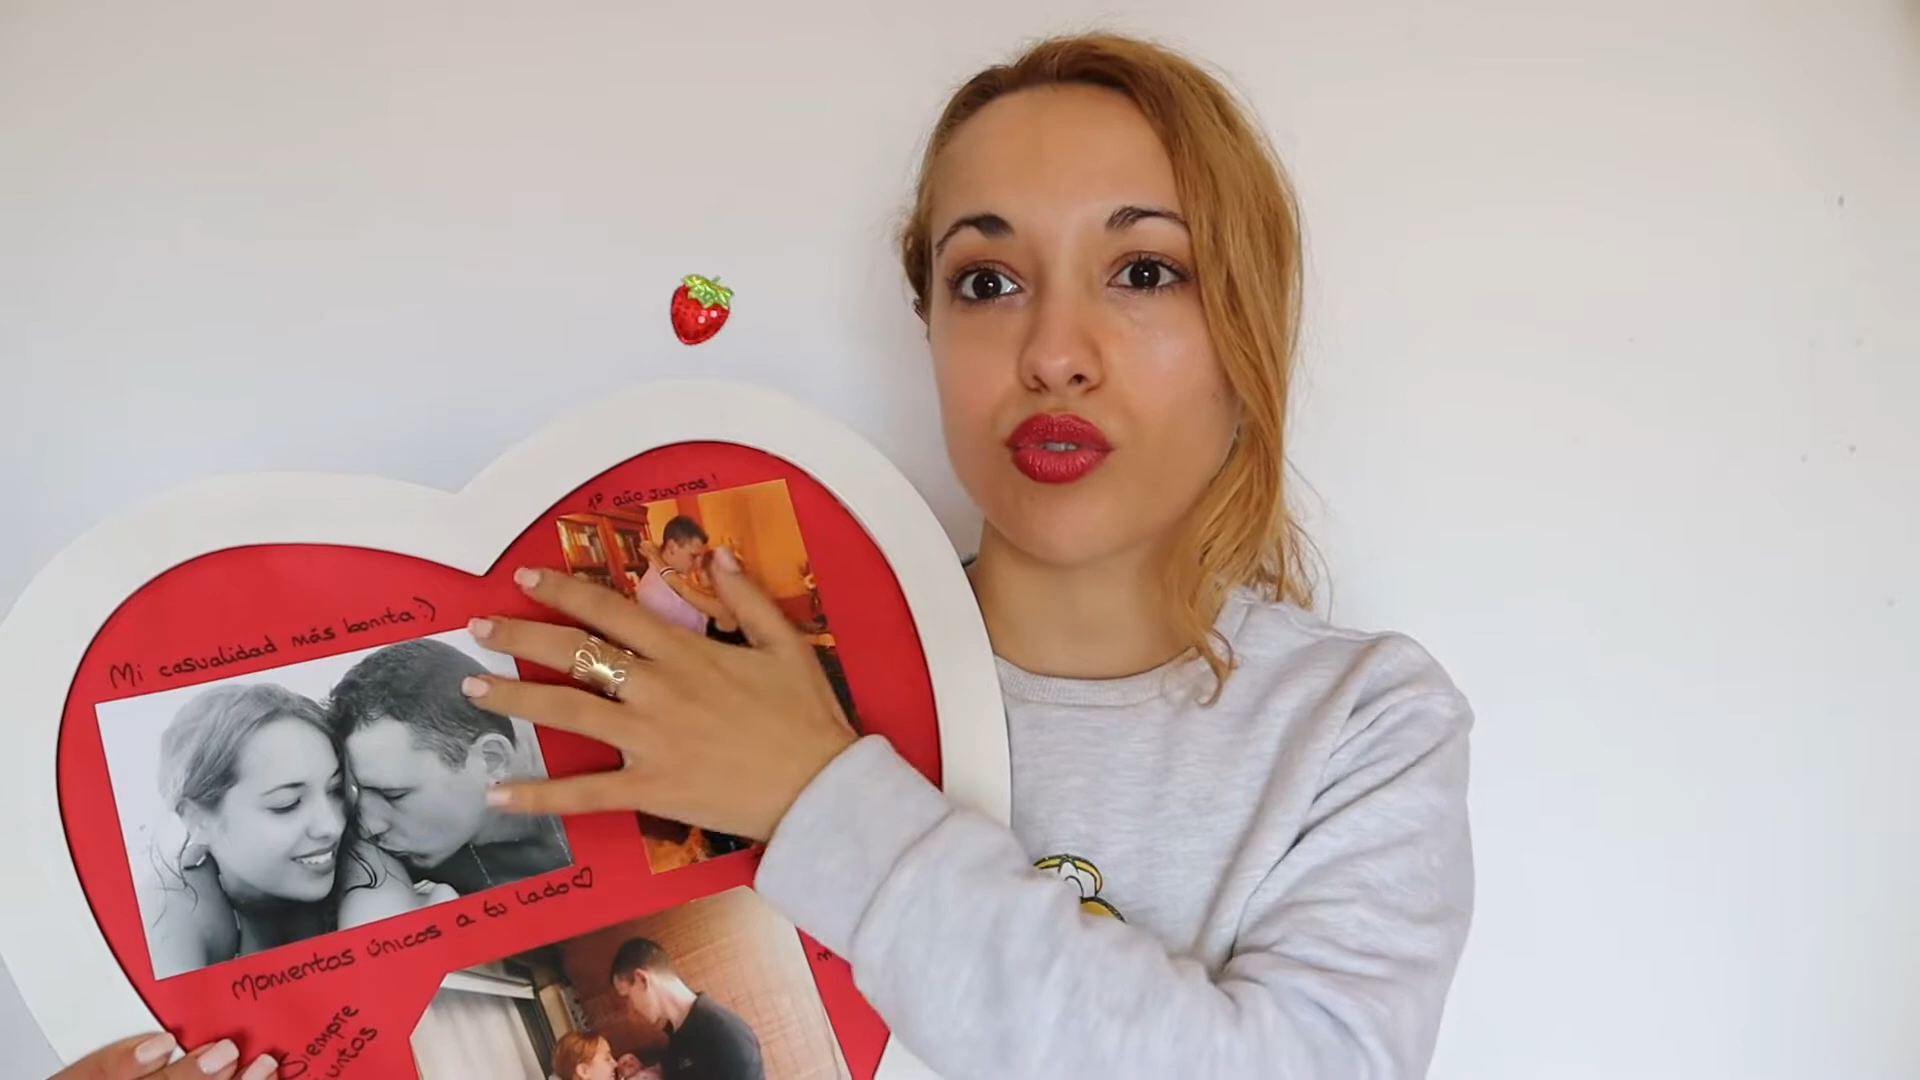 1º año juntos!
Mi casualidad más bonita:)
Momentos únicos a tu lado♡
Siempre
juntos